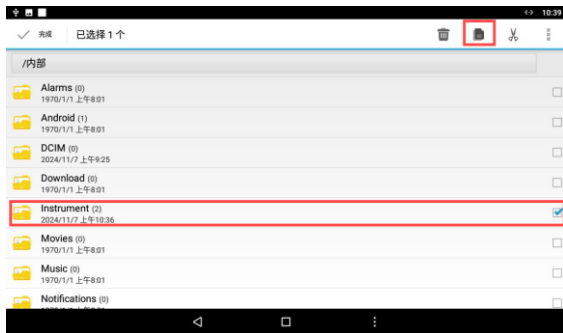 10:39
完成 已选择 1 个
/内部
Alarms (0)
1970/1/1 上午8:01
Android (1)
1970/1/1 上午8:01
DCIM (0)
2024/11/7 上午9:25
Download (0)
1970/1/1 上午8:01
Instrument (2)
2024/11/7 上午10:36
Movies (0)
1970/1/1 上午8:01
Music (0)
1970/1/1 上午8:01
Notifications (0)